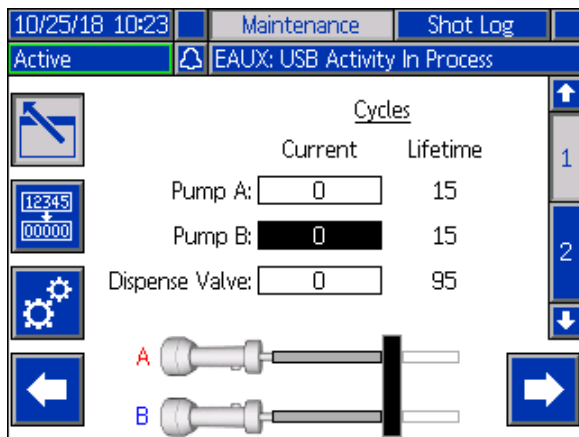 10/25/18 10:23 Maintenance Shot Log
Active EAUX: USB Activity In Process
Cycles
Current Lifetime
1
Pump A: 0 15
12345
00000
Pump B: 0 15
2
Dispense Valve: 0 95
A
B